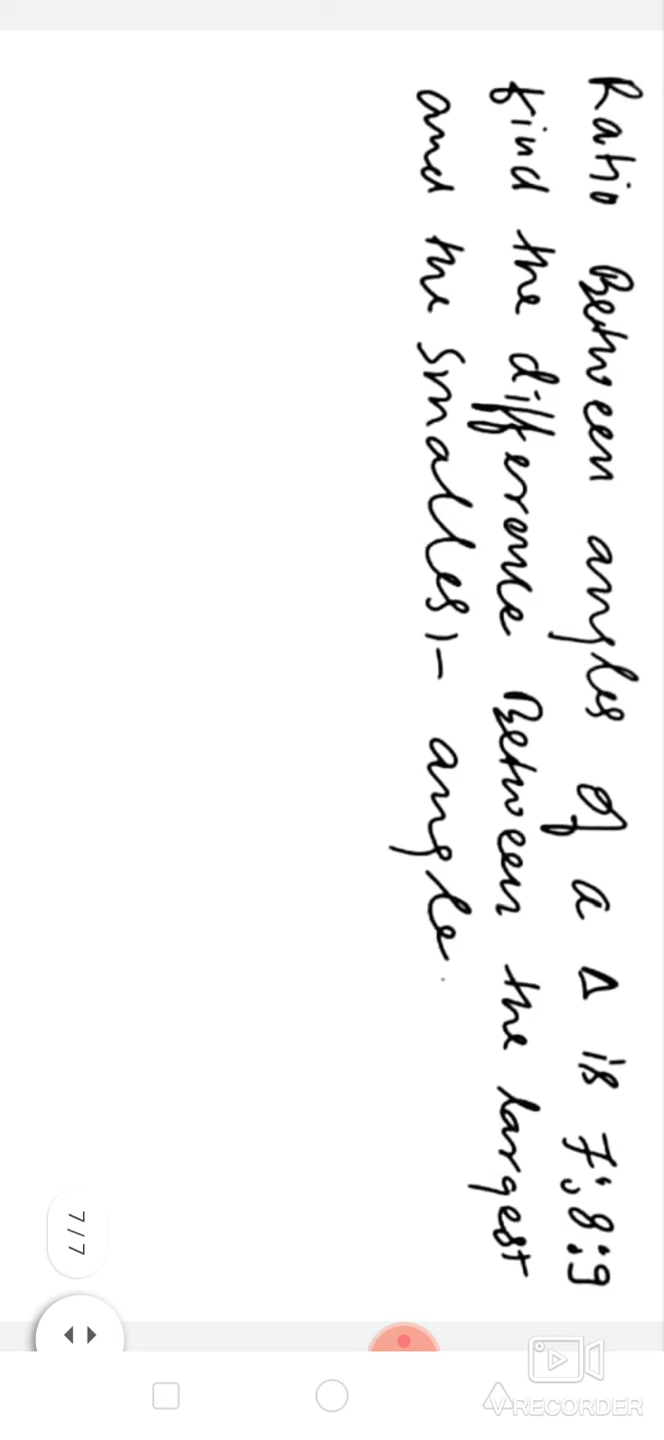 Ratio Between angles of a Δ is 7:8:9
find the difference Between the largest
and the smallest angle.
7/7
V RECORDER